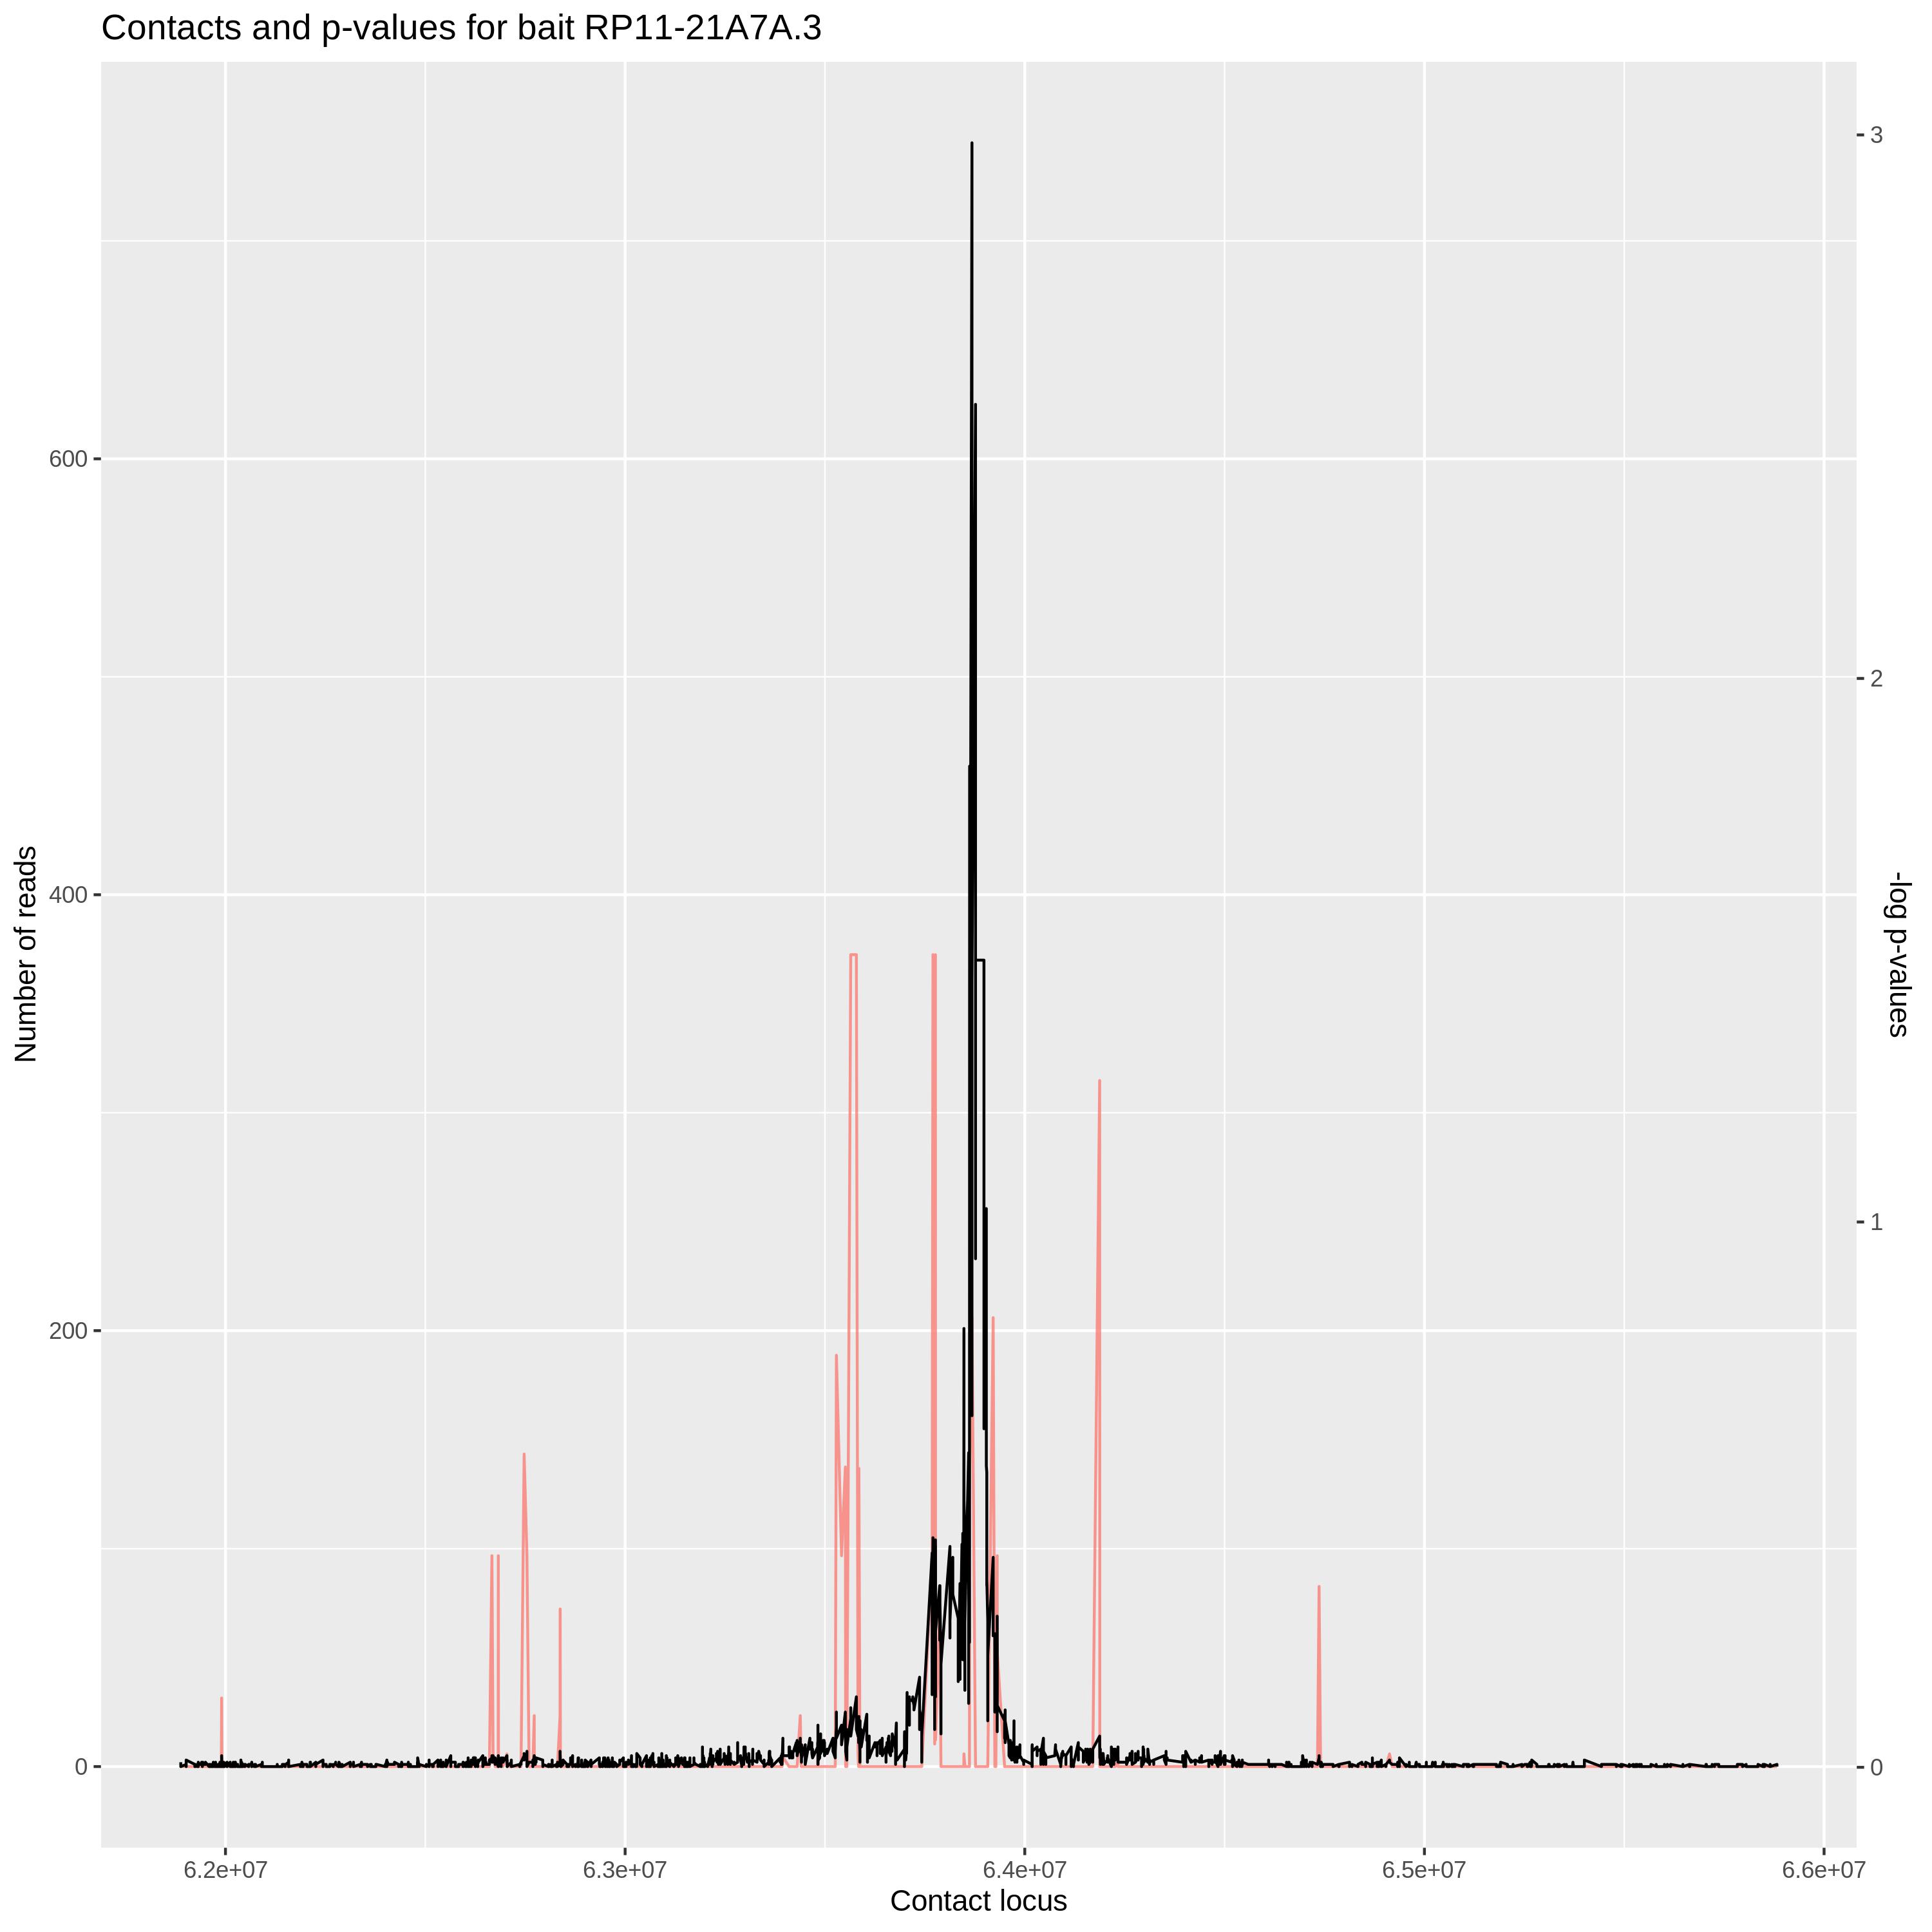 Contacts and p-values for bait RP11-21A7A.3
Number of reads
600
400
200
0
3
2
1
0
-log p-values
6.2e+07
6.3e+07
6.4e+07
6.5e+07
6.6e+07
Contact locus